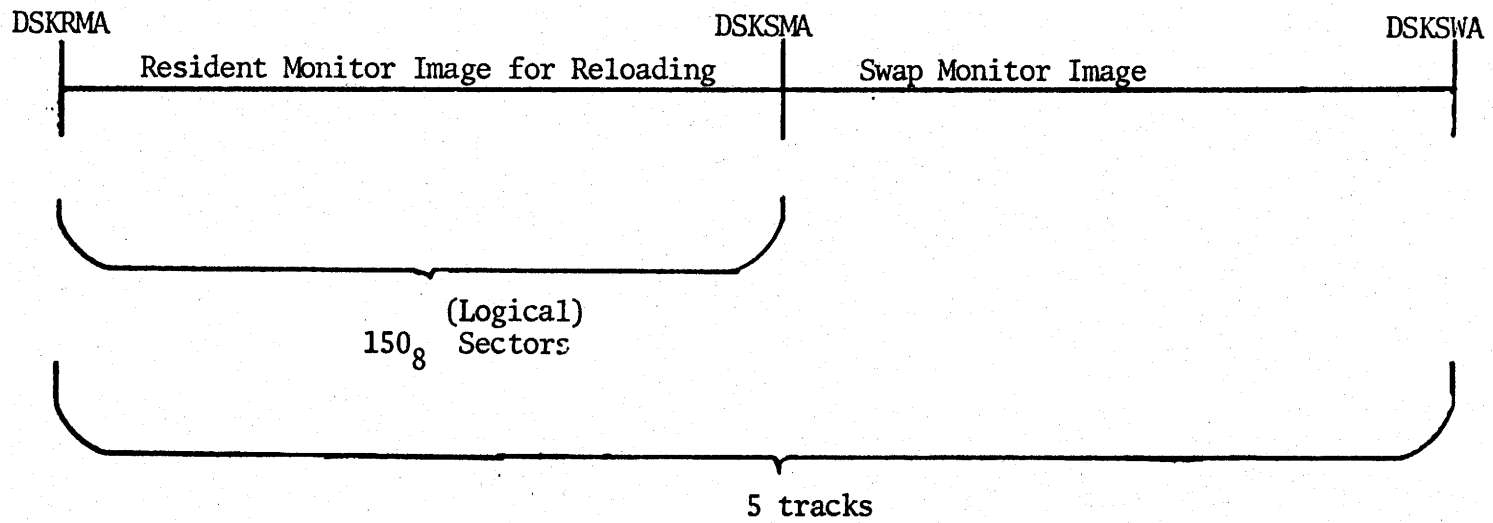 DSKRMA DSKSMA DSKSWA
Resident Monitor Image for Reloading Swap Monitor Image
(Logical)
150₈ Sectors
5 tracks